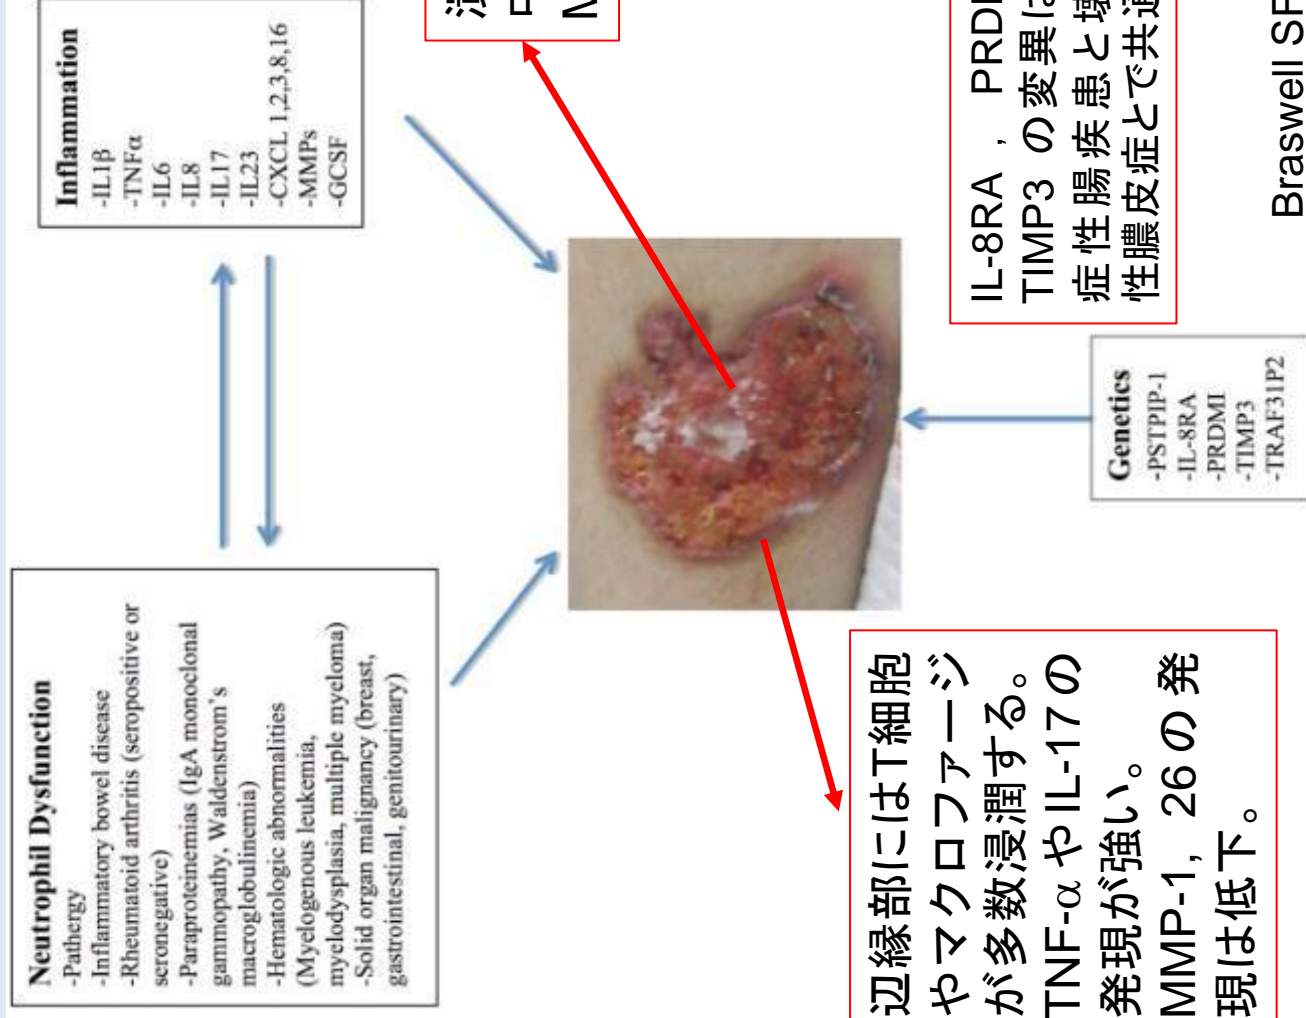 Neutrophil Dysfunction
-Pathergy
-Inflammatory bowel disease
-Rheumatoid arthritis (seropositive or
seronegative)
-Paraproteinemias (IgA monoclonal
gammopathy, Waldenstrom's
macroglobulinemia)
-Hematologic abnormalities
(Myelogenous leukemia,
myelodysplasia, multiple myeloma)
-Solid organ malignancy (breast,
gastrointestinal, genitourinary)
Inflammation
-IL1β
-TNFα
-IL6
-IL8
-IL17
-IL23
-CXCL 1,2,3,8,16
-MMPs
-GCSF
辺縁部にはT細胞
やマクロファージ
が多数浸潤する。
TNF-α や IL-17 の
発現が強い。
MMP-1, 26 の 発
現は低下。
Genetics
-PSTPIP-1
-IL-8RA
-PRDMI
-TIMP3
-TRAF31P2
IL-8RA , PRD
TIMP3 の変異は
症性腸疾患と壊
性膿皮症とで共通
Braswell SF